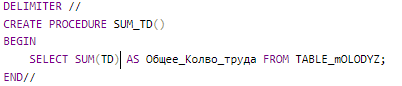 DELIMITER //
CREATE PROCEDURE SUM_TD()
BEGIN
    SELECT SUM(TD) AS Общее_Колво_труда FROM TABLE_mOLODYZ;
END//